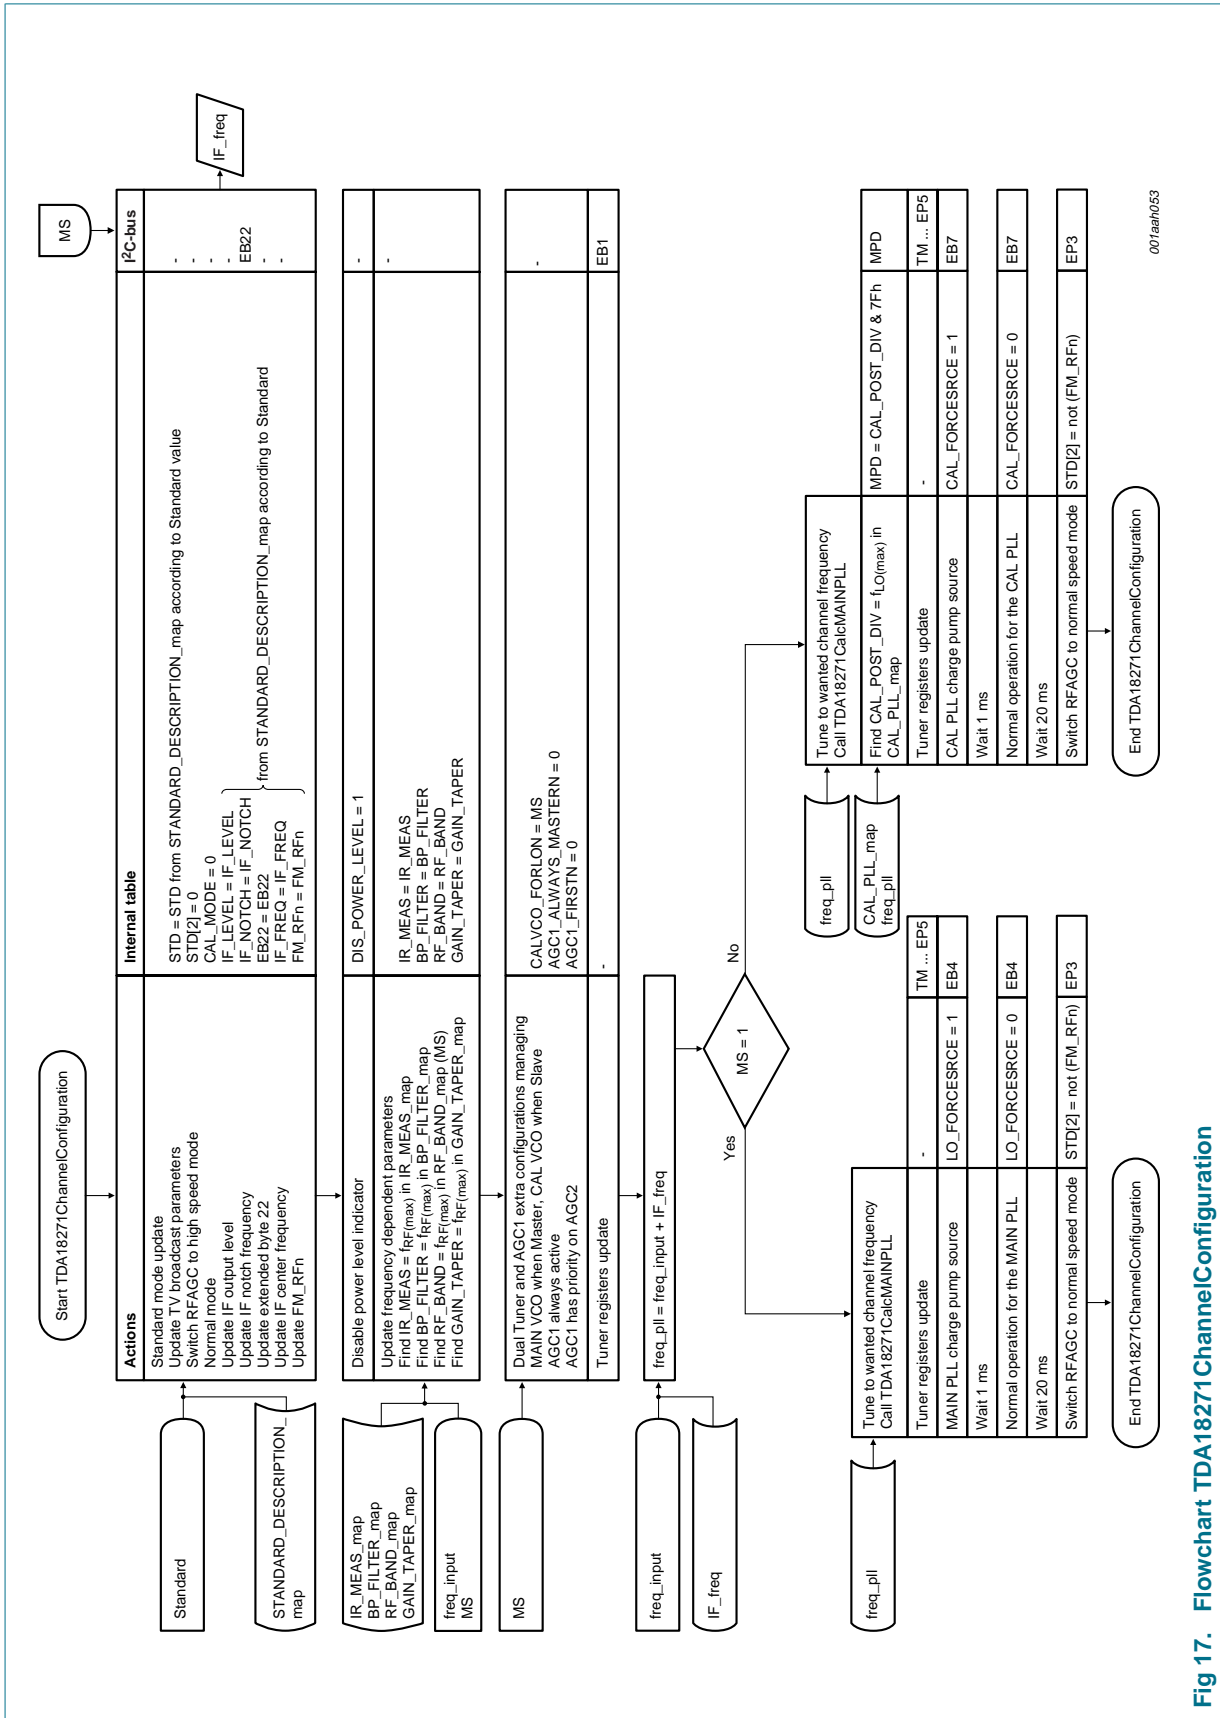 Start TDA18271ChannelConfiguration
MS
Actions
Internal table
I²C-bus
Standard
STANDARD_DESCRIPTION_
map
Standard mode update
Update TV broadcast parameters
Switch RFAGC to high speed mode
Normal mode
Update IF output level
Update IF notch frequency
Update extended byte 22
Update IF center frequency
Update FM_RFn
STD = STD from STANDARD_DESCRIPTION_map according to Standard value
STD[2] = 0
CAL_MODE = 0
IF_LEVEL = IF_LEVEL
IF_NOTCH = IF_NOTCH
EB22 = EB22
IF_FREQ = IF_FREQ
FM_RFn = FM_RFn
from STANDARD_DESCRIPTION_map according to Standard
-
-
-
-
EB22
-
-
IF_freq
Disable power level indicator
DIS_POWER_LEVEL = 1
-
IR_MEAS_map
BP_FILTER_map
RF_BAND_map
GAIN_TAPER_map
freq_input
MS
Update frequency dependent parameters
Find IR_MEAS = fRF(max) in IR_MEAS_map
Find BP_FILTER = fRF(max) in BP_FILTER_map
Find RF_BAND = fRF(max) in RF_BAND_map (MS)
Find GAIN_TAPER = fRF(max) in GAIN_TAPER_map
IR_MEAS = IR_MEAS
BP_FILTER = BP_FILTER
RF_BAND = RF_BAND
GAIN_TAPER = GAIN_TAPER
-
MS
Dual Tuner and AGC1 extra configurations managing
MAIN VCO when Master, CAL VCO when Slave
AGC1 always active
AGC1 has priority on AGC2
CALVCO_FORLON = MS
AGC1_ALWAYS_MASTERN = 0
AGC1_FIRSTN = 0
-
Tuner registers update
-
EB1
freq_input
IF_freq
freq_pll = freq_input + IF_freq
MS = 1
Yes
No
freq_pll
Tune to wanted channel frequency
Call TDA18271CalcMAINPLL
Tuner registers update
-
TM ... EP5
MAIN PLL charge pump source
LO_FORCESRCE = 1
EB4
Wait 1 ms
Normal operation for the MAIN PLL
LO_FORCESRCE = 0
EB4
Wait 20 ms
Switch RFAGC to normal speed mode
STD[2] = not (FM_RFn)
EP3
End TDA18271ChannelConfiguration
freq_pll
CAL_PLL_map
freq_pll
Tune to wanted channel frequency
Call TDA18271CalcMAINPLL
Find CAL_POST_DIV = fLO(max) in
CAL_PLL_map
MPD = CAL_POST_DIV & 7Fh
MPD
Tuner registers update
-
TM ... EP5
CAL PLL charge pump source
CAL_FORCESRCE = 1
EB7
Wait 1 ms
Normal operation for the CAL PLL
CAL_FORCESRCE = 0
EB7
Wait 20 ms
Switch RFAGC to normal speed mode
STD[2] = not (FM_RFn)
EP3
End TDA18271ChannelConfiguration
001aah053
Fig 17. Flowchart TDA18271ChannelConfiguration